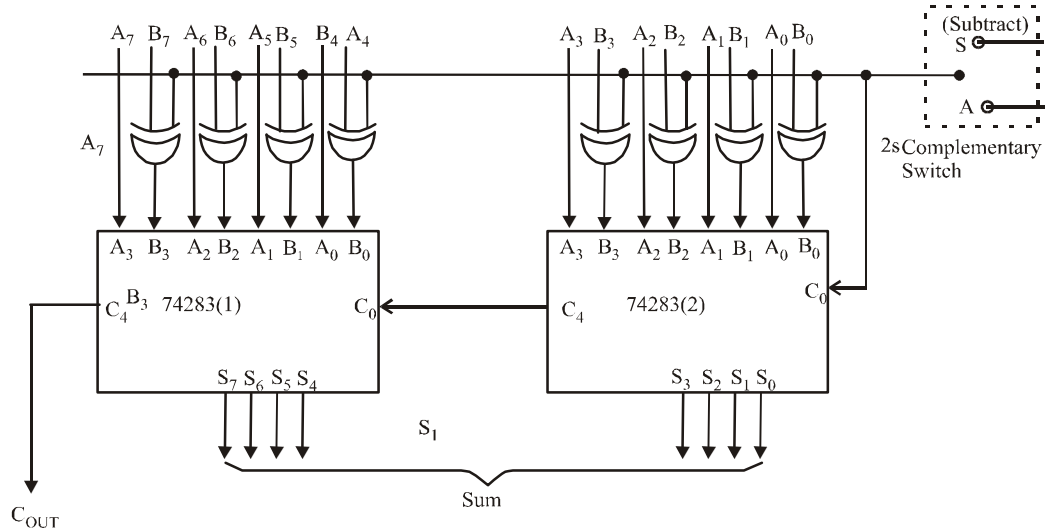 A7 B7 A6 B6 A5 B5 B4 A4 A3 B3 A2 B2 A1 B1 A0 B0
(Subtract)
S
A
A7
2s Complementary
Switch
A3 B3 A2 B2 A1 B1 A0 B0
A3 B3 A2 B2 A1 B1 A0 B0
C4 B3 74283(1) C0
C4 74283(2) C0
S7 S6 S5 S4
S3 S2 S1 S0
S1
Sum
COUT